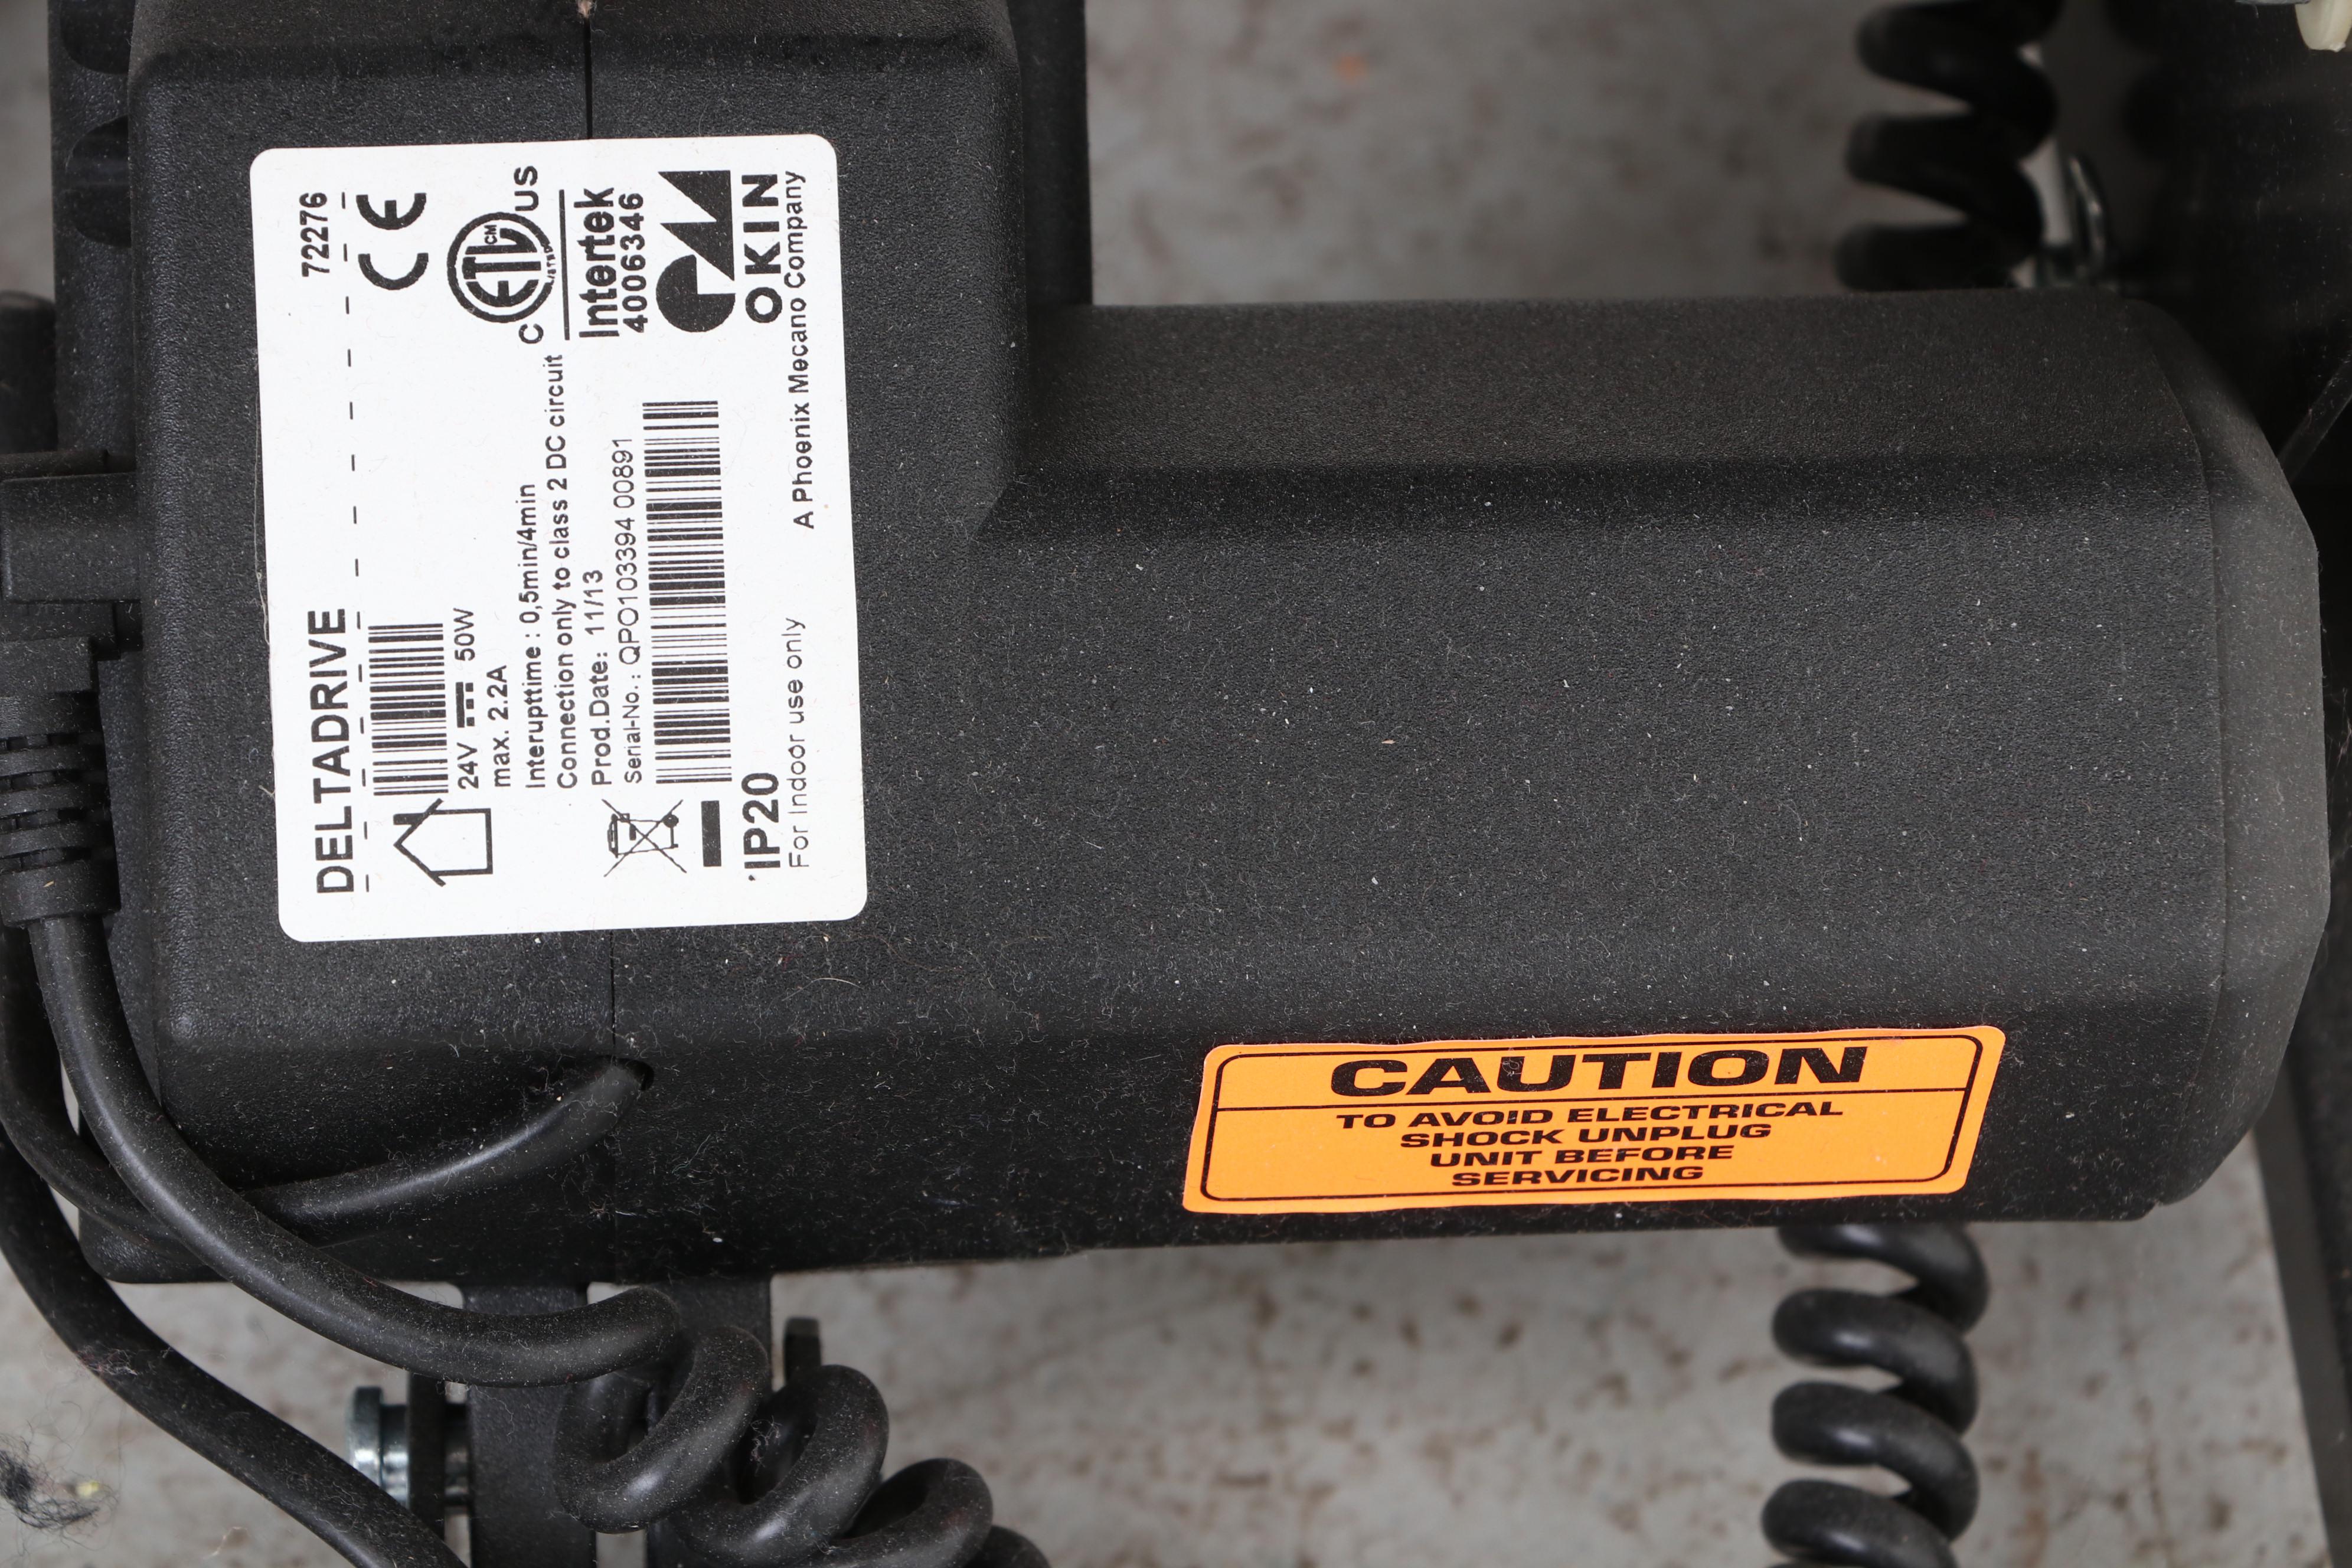 DELTADRIVE 72276
CE
24V 50W
max. 2.2A
Interupttime : 0,5min/4min
Connection only to class 2 DC circuit
Prod.Date: 11/13
Serial-No.: QPO103394 00891
IP20
For Indoor use only
C ETL CM US
Intertek
4006346
OKIN
A Phoenix Mecano Company
CAUTION
TO AVOID ELECTRICAL
SHOCK UNPLUG
UNIT BEFORE
SERVICING